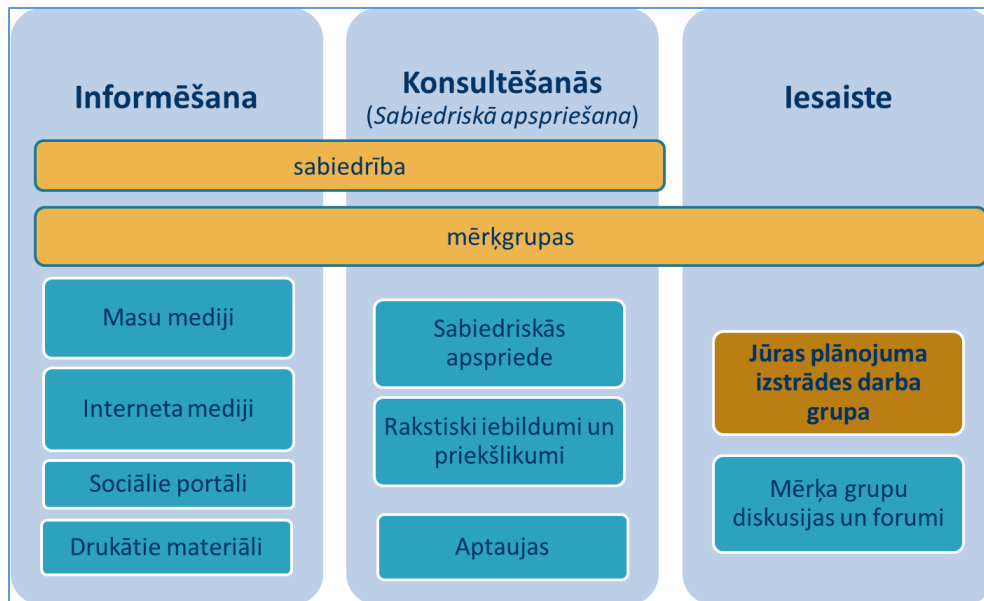 Informēšana
Konsultēšanās
(Sabiedriskā apspriešana)
Iesaiste
sabiedrība
mērķgrupas
Masu mediji
Interneta mediji
Sociālie portāli
Drukātie materiāli
Sabiedriskās
apspriede
Rakstiski iebildumi un
priekšlikumi
Aptaujas
Jūras plānojuma
izstrādes darba
grupa
Mērķa grupu
diskusijas un forumi